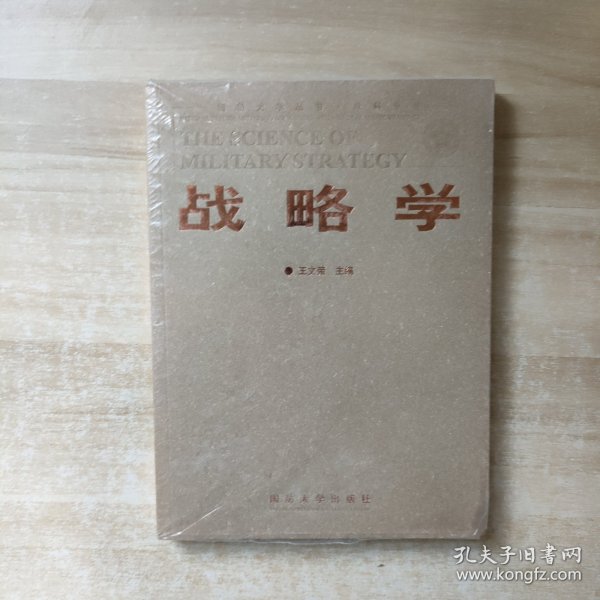 THE SCIENCE OF
MILITARY STRATEGY
战略学
王文荣 主编
国防大学出版社
孔夫子旧書网
www.kongfz.com